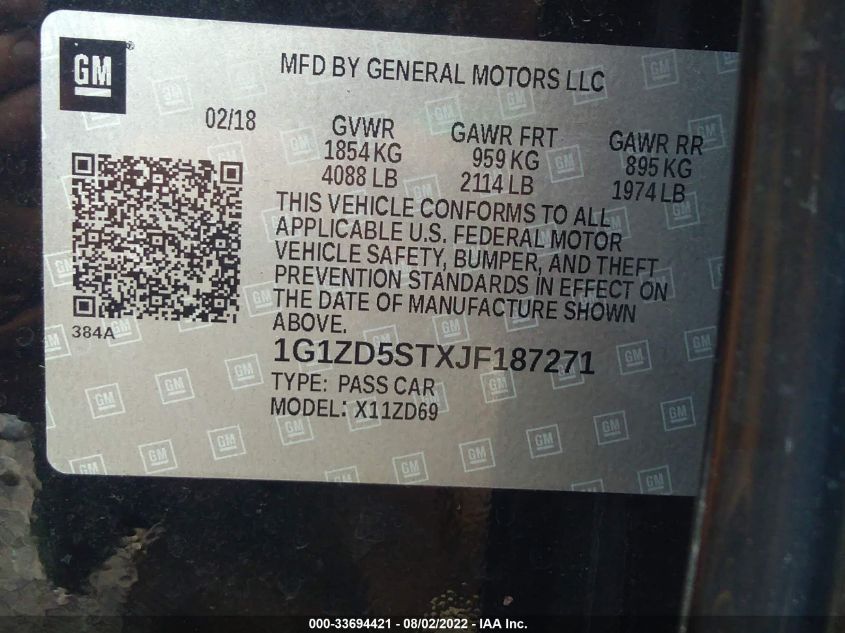 GM
MFD BY GENERAL MOTORS LLC
02/18
GVWR GAWR FRT GAWR RR
1854 KG 959 KG 895 KG
4088 LB 2114 LB 1974 LB
THIS VEHICLE CONFORMS TO ALL
APPLICABLE U.S. FEDERAL MOTOR
VEHICLE SAFETY, BUMPER, AND THEFT
PREVENTION STANDARDS IN EFFECT ON
THE DATE OF MANUFACTURE SHOWN
ABOVE.
384A
1G1ZD5STXJF187271
TYPE: PASS CAR
MODEL: X11ZD69
000-33694421 - 08/02/2022 - IAA Inc.